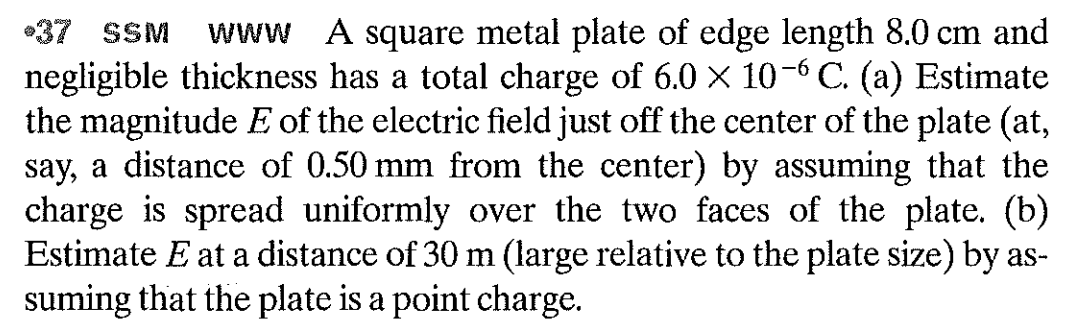 •37 SSM WWW A square metal plate of edge length 8.0 cm and
negligible thickness has a total charge of 6.0 × 10⁻⁶ C. (a) Estimate
the magnitude E of the electric field just off the center of the plate (at,
say, a distance of 0.50 mm from the center) by assuming that the
charge is spread uniformly over the two faces of the plate. (b)
Estimate E at a distance of 30 m (large relative to the plate size) by as-
suming that the plate is a point charge.